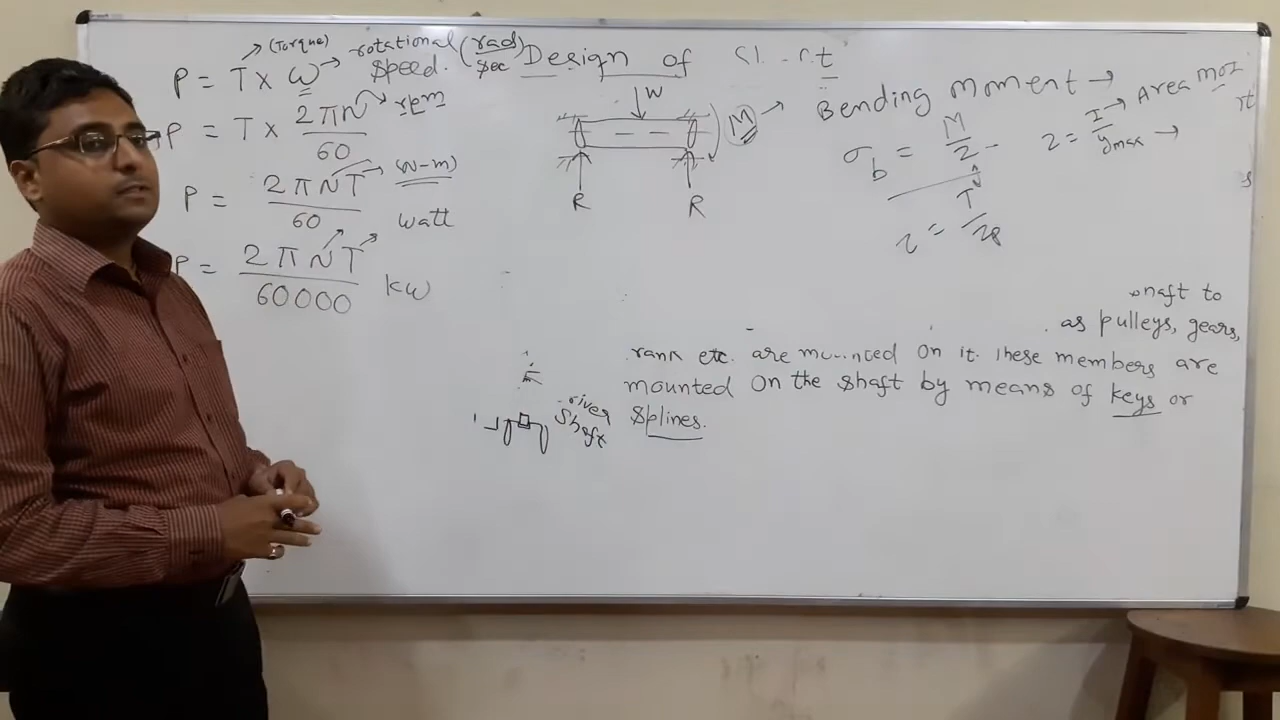 Design of
P = T x ω → rotational speed. (rad/sec)
(Torque)
P = T x 2πN/60
rpm
P = 2πNT/60
(N-m)
watt
P = 2πNT/60000 kw
W
M
R R
Bending moment →
σb = M/Z
Z = I/ymax →
Area MOI
τ = T/Zp
shaft to
as pulleys, gears,
etc. are mounted on it. These members are
mounted on the shaft by means of keys or
splines.
shaft